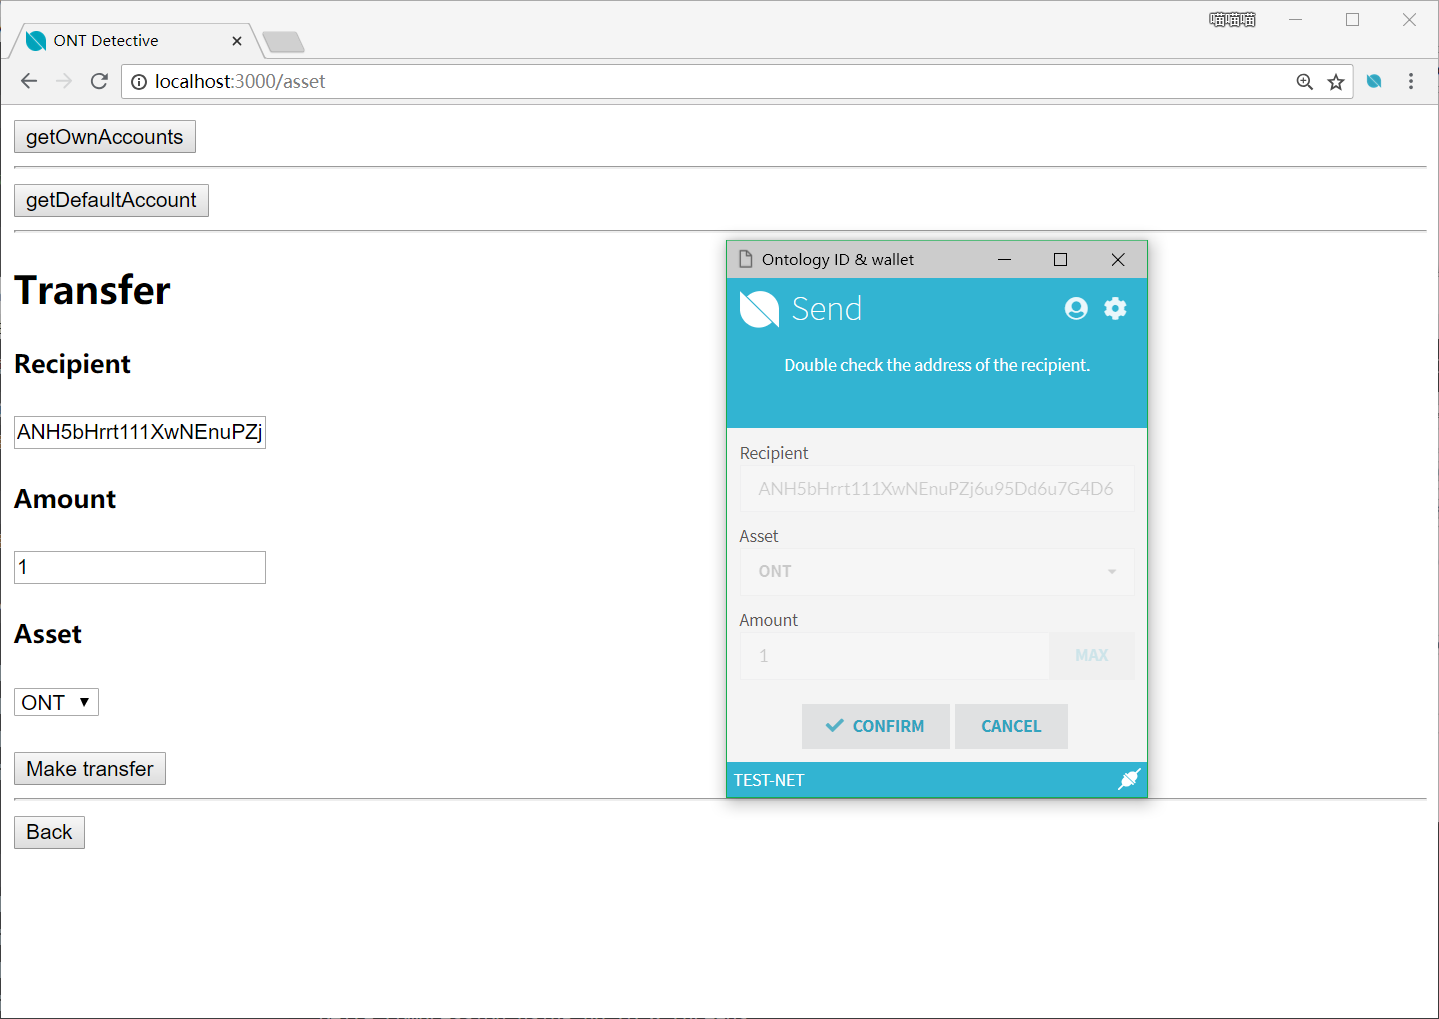 喵喵喵
ONT Detective
localhost:3000/asset
getOwnAccounts
getDefaultAccount
Transfer
Recipient
ANH5bHrrt111XwNEnuPZj
Amount
1
Asset
ONT
Make transfer
Back
Ontology ID & wallet
Send
Double check the address of the recipient.
Recipient
ANH5bHrrt111XwNEnuPZj6u95Dd6u7G4D6
Asset
ONT
Amount
1
MAX
CONFIRM
CANCEL
TEST-NET